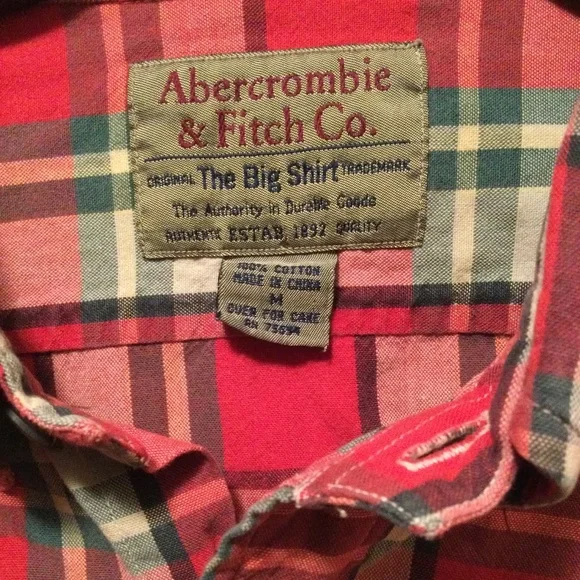 Abercrombie
& Fitch Co.
ORIGINAL The Big Shirt TRADEMARK
The Authority in Durable Goods
AUTHENTIC ESTAB. 1892 QUALITY
100% COTTON
MADE IN CHINA
M
OVER FOR CARE
RN 75654